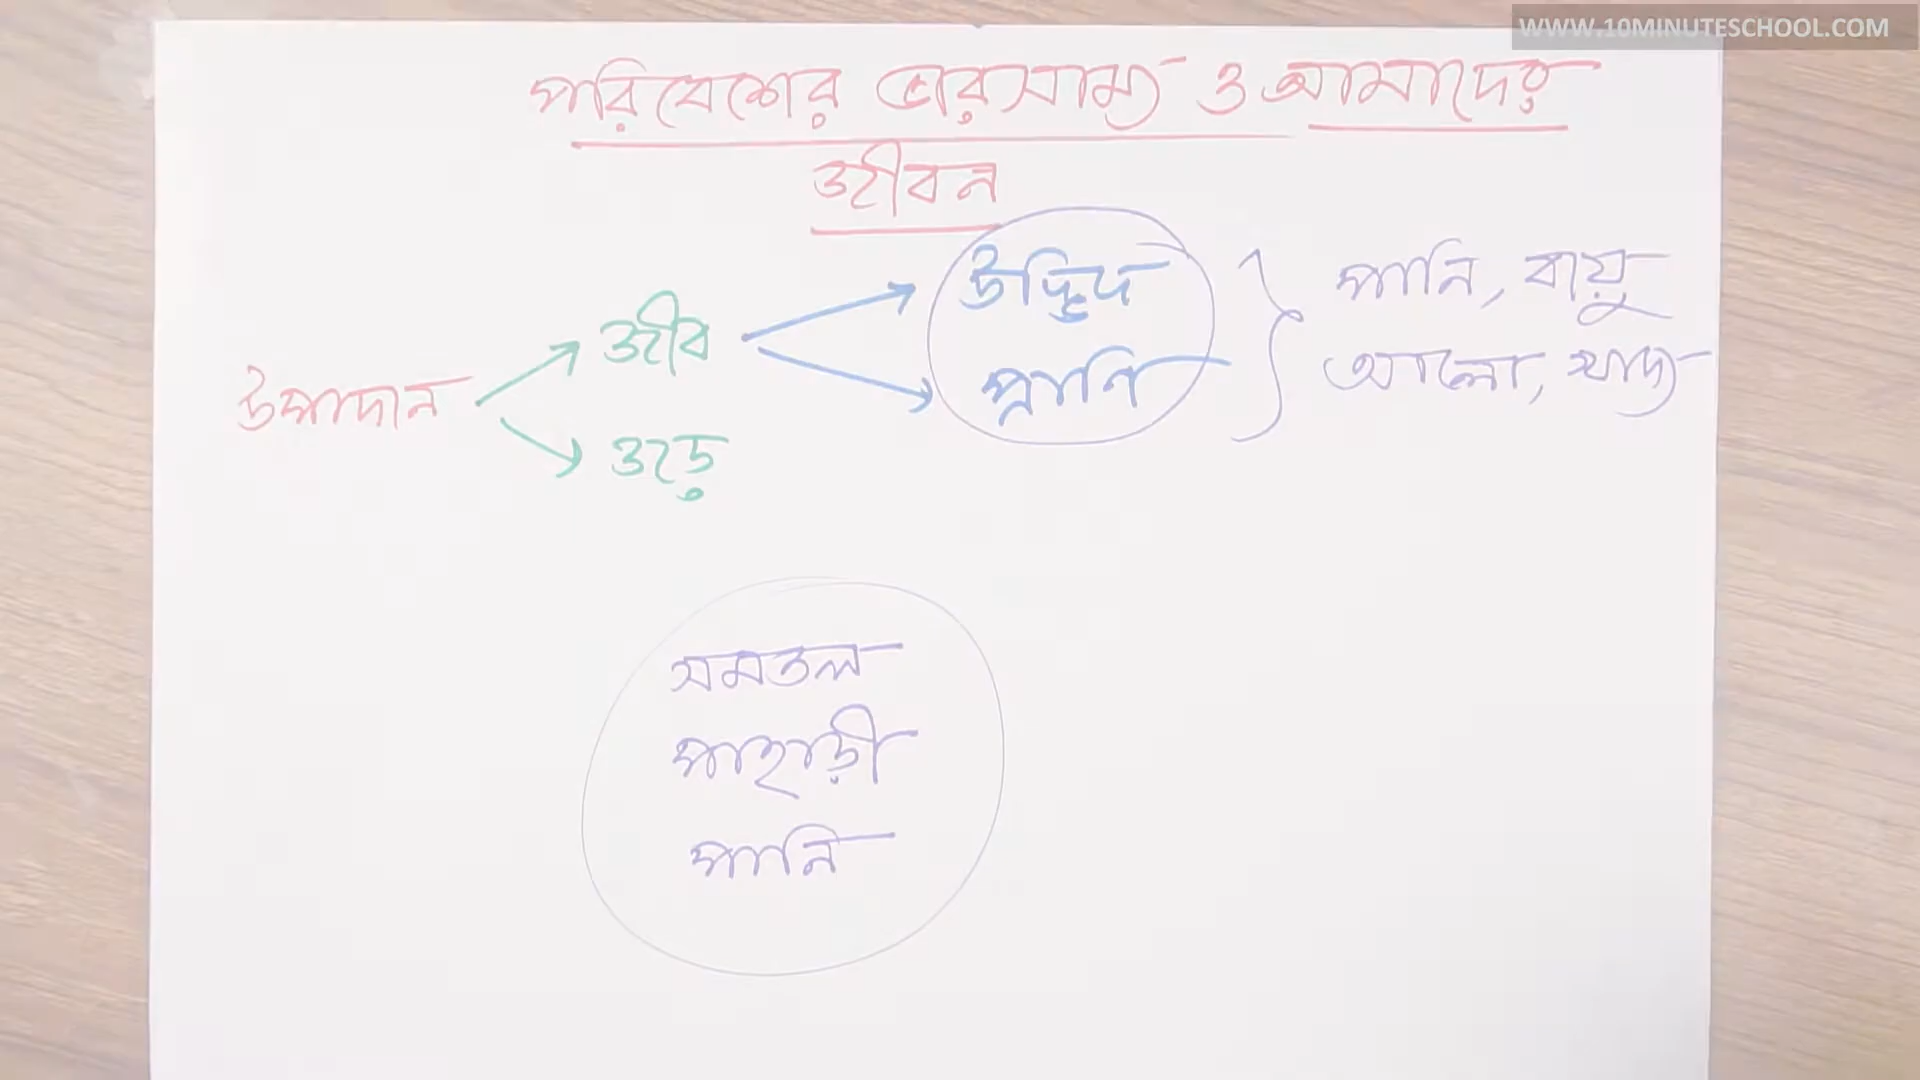 WWW.10MINUTESCHOOL.COM
পরিবেশের ভারসাম্য ও আমাদের
জীবন
উদ্ভিদ
পানি, বায়ু
জীব
প্রানি
আলো, খাদ্য
উপাদান
জড়
সমতল
পাহাড়ী
পানি